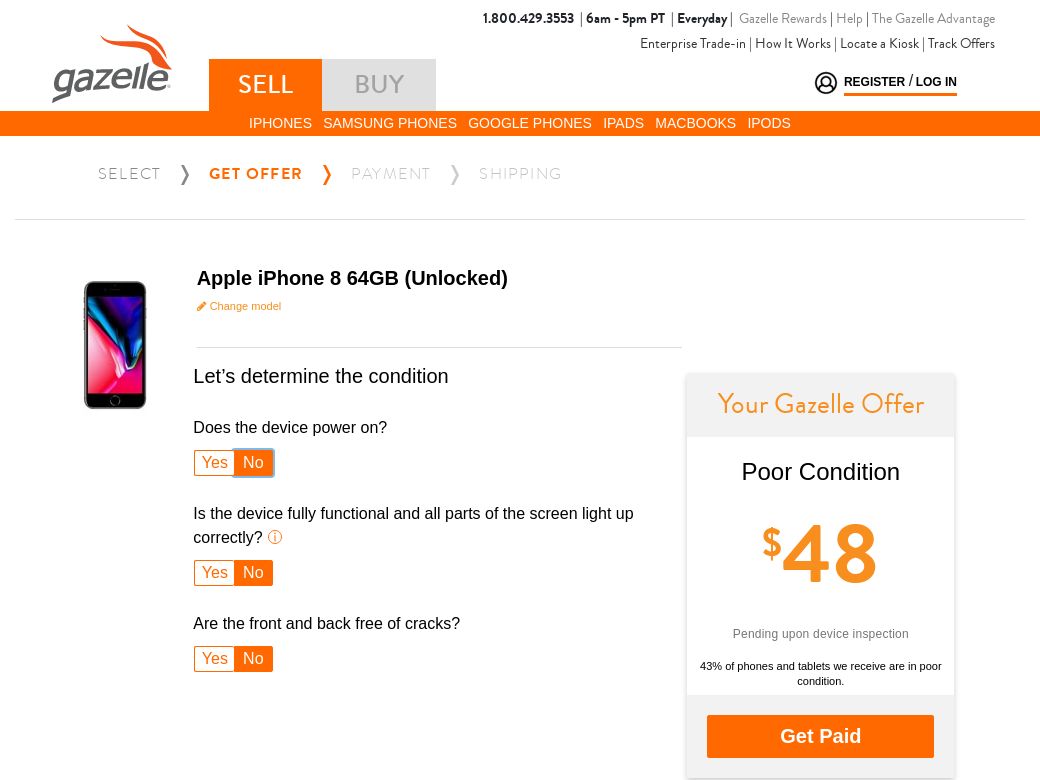 1.800.429.3553 | 6am - 5pm PT | Everyday | Gazelle Rewards | Help | The Gazelle Advantage
Enterprise Trade-in | How It Works | Locate a Kiosk | Track Offers
gazelle
SELL
BUY
REGISTER / LOG IN
IPHONES SAMSUNG PHONES GOOGLE PHONES IPADS MACBOOKS IPODS
SELECT ❭ GET OFFER ❭ PAYMENT ❭ SHIPPING
Apple iPhone 8 64GB (Unlocked)
Change model
Let’s determine the condition
Does the device power on?
Yes No
Is the device fully functional and all parts of the screen light up
correctly? ⓘ
Yes No
Are the front and back free of cracks?
Yes No
Your Gazelle Offer
Poor Condition
$48
Pending upon device inspection
43% of phones and tablets we receive are in poor
condition.
Get Paid